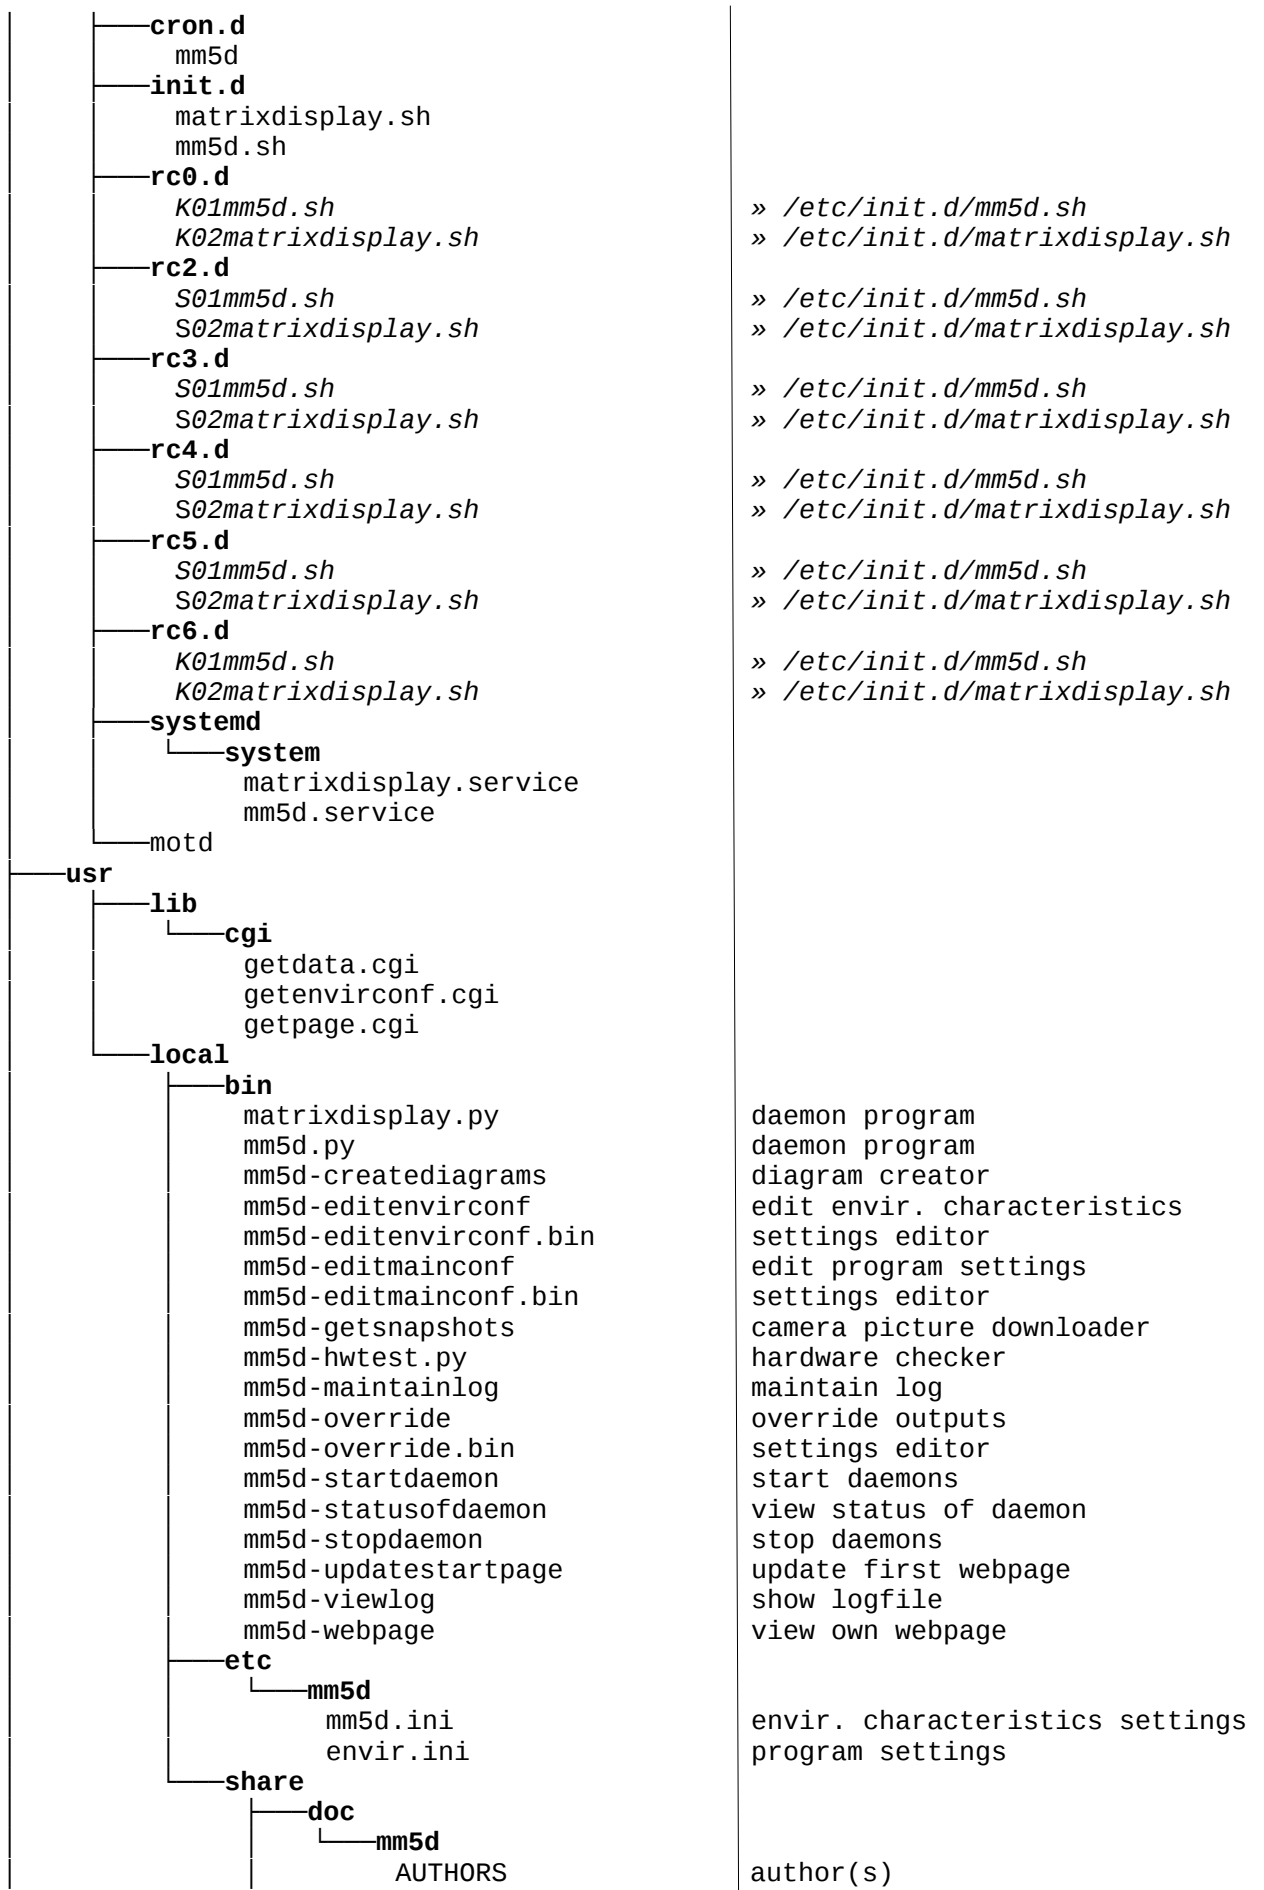 cron.d
mm5d
init.d
matrixdisplay.sh
mm5d.sh
rc0.d
K01mm5d.sh » /etc/init.d/mm5d.sh
K02matrixdisplay.sh » /etc/init.d/matrixdisplay.sh
rc2.d
S01mm5d.sh » /etc/init.d/mm5d.sh
S02matrixdisplay.sh » /etc/init.d/matrixdisplay.sh
rc3.d
S01mm5d.sh » /etc/init.d/mm5d.sh
S02matrixdisplay.sh » /etc/init.d/matrixdisplay.sh
rc4.d
S01mm5d.sh » /etc/init.d/mm5d.sh
S02matrixdisplay.sh » /etc/init.d/matrixdisplay.sh
rc5.d
S01mm5d.sh » /etc/init.d/mm5d.sh
S02matrixdisplay.sh » /etc/init.d/matrixdisplay.sh
rc6.d
K01mm5d.sh » /etc/init.d/mm5d.sh
K02matrixdisplay.sh » /etc/init.d/matrixdisplay.sh
systemd
system
matrixdisplay.service
mm5d.service
motd
usr
lib
cgi
getdata.cgi
getenvirconf.cgi
getpage.cgi
local
bin
matrixdisplay.py daemon program
mm5d.py daemon program
mm5d-creatediagrams diagram creator
mm5d-editenvirconf edit envir. characteristics
mm5d-editenvirconf.bin settings editor
mm5d-editmainconf edit program settings
mm5d-editmainconf.bin settings editor
mm5d-getsnapshots camera picture downloader
mm5d-hwtest.py hardware checker
mm5d-maintainlog maintain log
mm5d-override override outputs
mm5d-override.bin settings editor
mm5d-startdaemon start daemons
mm5d-statusofdaemon view status of daemon
mm5d-stopdaemon stop daemons
mm5d-updatestartpage update first webpage
mm5d-viewlog show logfile
mm5d-webpage view own webpage
etc
mm5d
mm5d.ini envir. characteristics settings
envir.ini program settings
share
doc
mm5d
AUTHORS author(s)